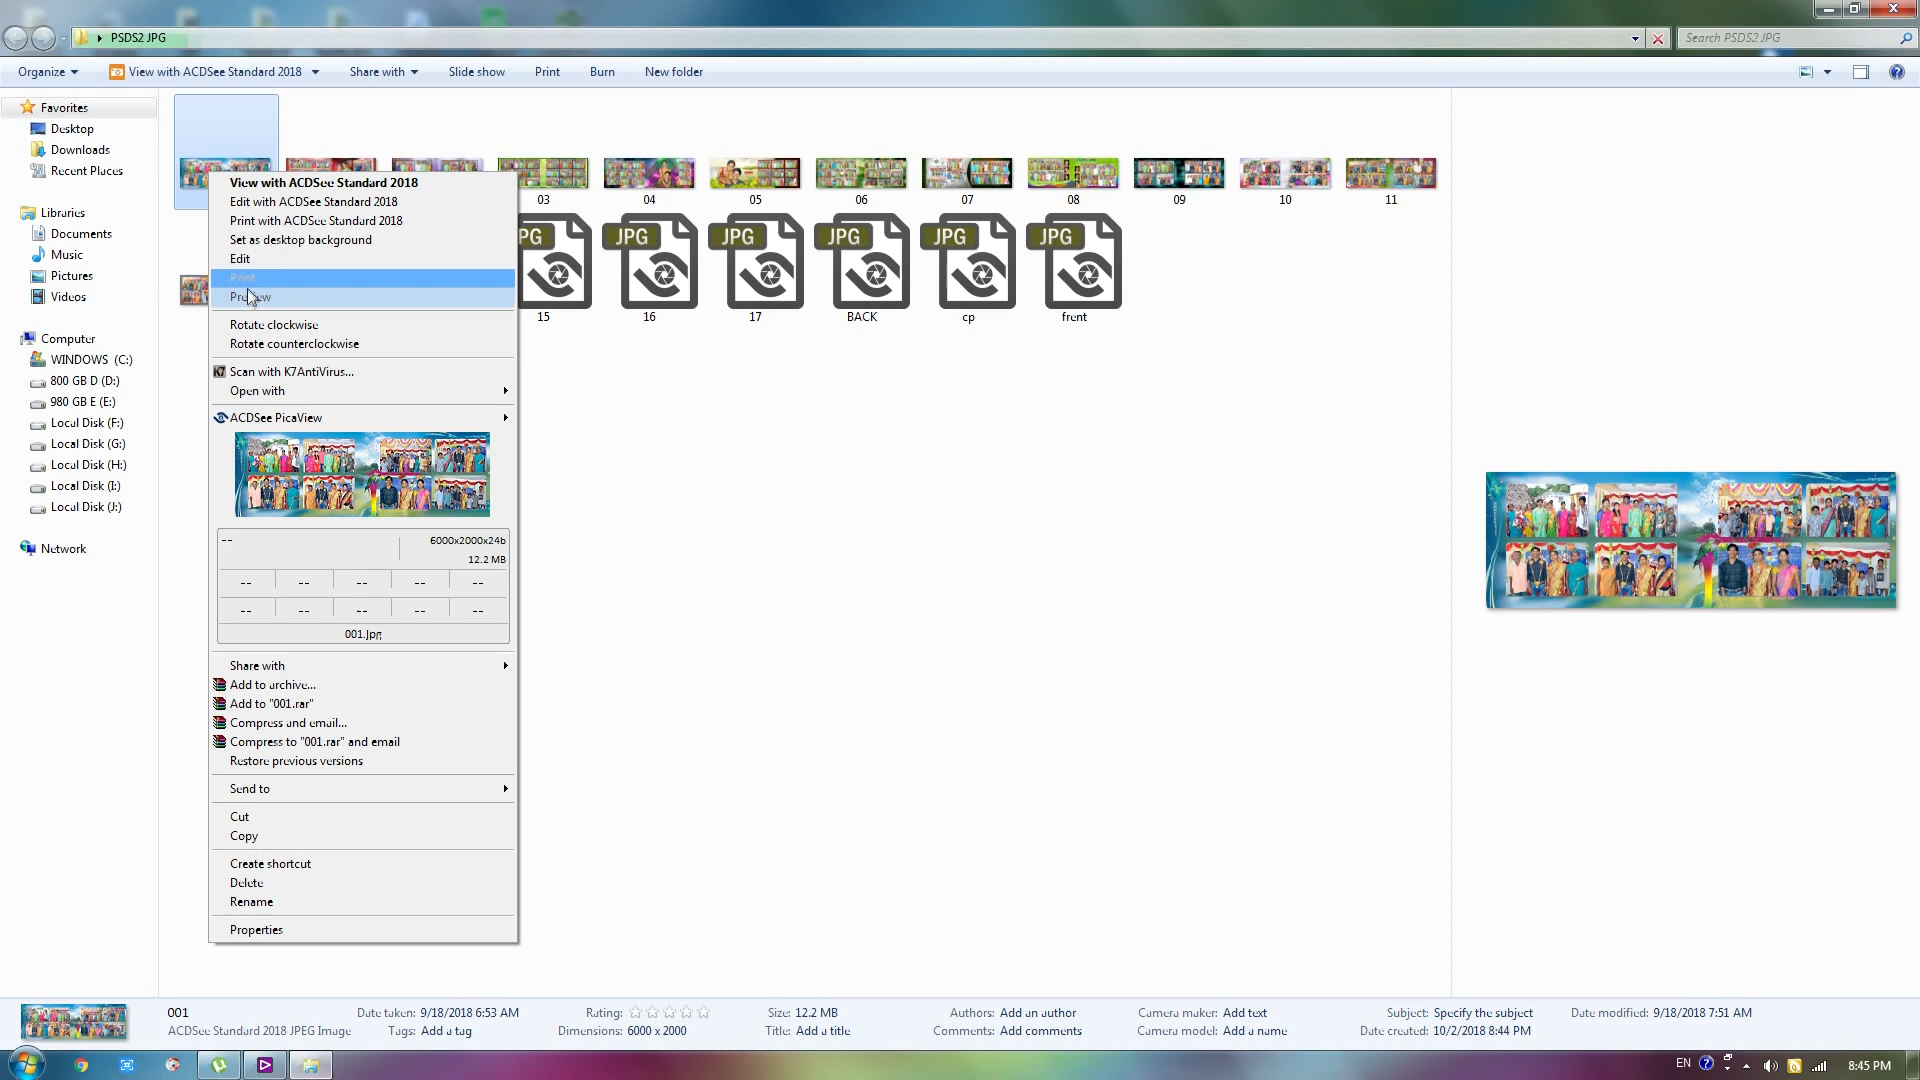 PSDS2 JPG
Search PSDS2 JPG
Organize
View with ACDSee Standard 2018
Share with
Slide show
Print
Burn
New folder
Favorites
Desktop
Downloads
Recent Places
Libraries
Documents
Music
Pictures
Videos
Computer
WINDOWS (C:)
800 GB D (D:)
980 GB E (E:)
Local Disk (F:)
Local Disk (G:)
Local Disk (H:)
Local Disk (I:)
Local Disk (J:)
Network
03
04
05
06
07
08
09
10
11
PG
JPG
JPG
JPG
JPG
JPG
15
16
17
BACK
cp
frent
View with ACDSee Standard 2018
Edit with ACDSee Standard 2018
Print with ACDSee Standard 2018
Set as desktop background
Edit
Print
Preview
Rotate clockwise
Rotate counterclockwise
K7 Scan with K7AntiVirus...
Open with
ACDSee PicaView
-- 6000x2000x24b
12.2 MB
-- -- -- -- --
-- -- -- -- --
001.jpg
Share with
Add to archive...
Add to "001.rar"
Compress and email...
Compress to "001.rar" and email
Restore previous versions
Send to
Cut
Copy
Create shortcut
Delete
Rename
Properties
001
ACDSee Standard 2018 JPEG Image
Date taken: 9/18/2018 6:53 AM
Tags: Add a tag
Rating:
Dimensions: 6000 x 2000
Size: 12.2 MB
Title: Add a title
Authors: Add an author
Comments: Add comments
Camera maker: Add text
Camera model: Add a name
Subject: Specify the subject
Date created: 10/2/2018 8:44 PM
Date modified: 9/18/2018 7:51 AM
EN
8:45 PM